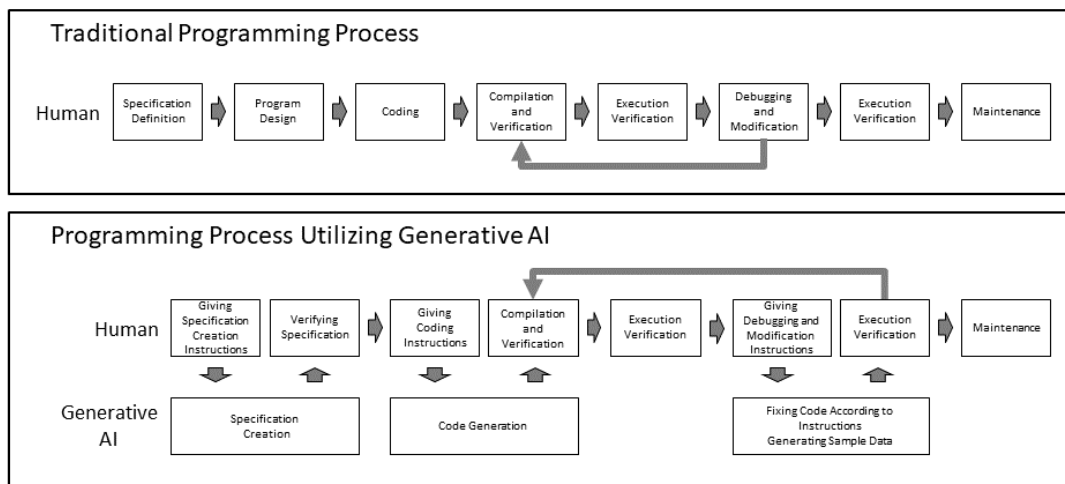 Traditional Programming Process
Human
Specification
Definition
Program
Design
Coding
Compilation
and
Verification
Execution
Verification
Debugging
and
Modification
Execution
Verification
Maintenance
Programming Process Utilizing Generative AI
Human
Giving
Specification
Creation
Instructions
Verifying
Specification
Giving
Coding
Instructions
Compilation
and
Verification
Execution
Verification
Giving
Debugging and
Modification
Instructions
Execution
Verification
Maintenance
Generative
AI
Specification
Creation
Code Generation
Fixing Code According to
Instructions
Generating Sample Data